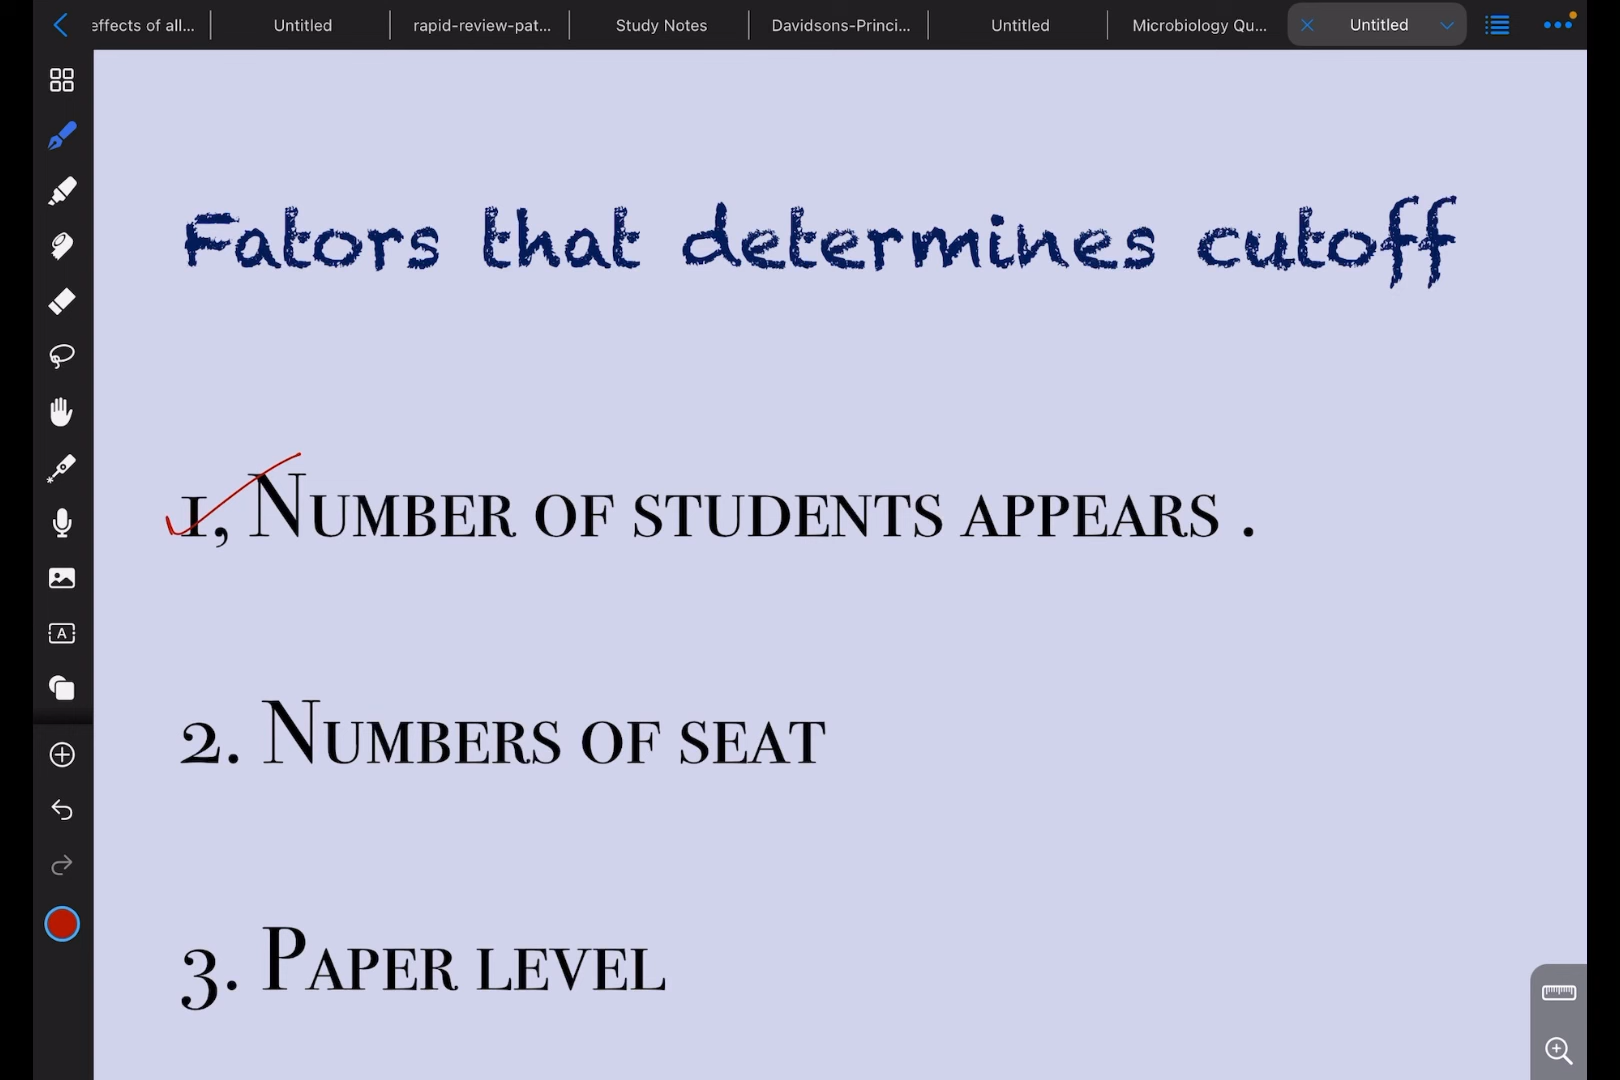 effects of all... Untitled rapid-review-pat... Study Notes Davidsons-Princi... Untitled Microbiology Qu... Untitled
Fators that determines cutoff
1, Number of students appears .
2. Numbers of seat
3. Paper level